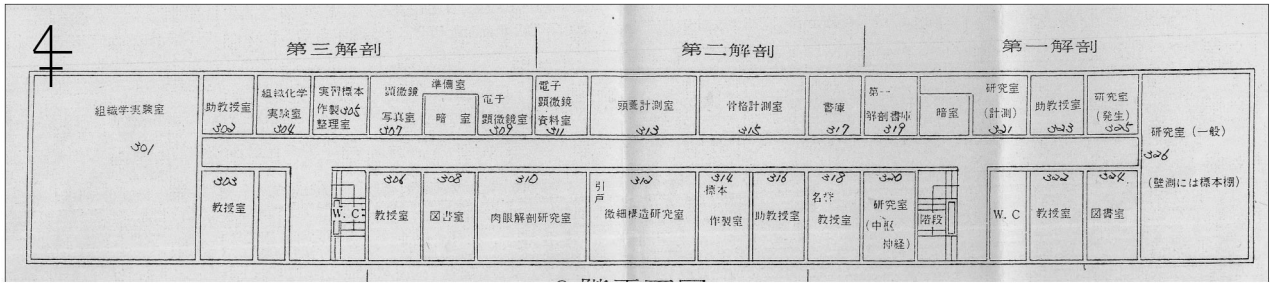 4
第三解剖
第二解剖
第一解剖
組織学実験室
301
助教授室
302
組織化学
実験室
304
実習標本
作製305
整理室
顕微鏡
写真室
307
準備室
暗室
電子
顕微鏡室
309
電子
顕微鏡
資料室
311
頭蓋計測室
313
骨格計測室
315
書庫
317
第一
解剖書庫
319
暗室
研究室
(計測)
321
助教授室
323
研究室
(発生)
325
研究室(一般)
326
(壁測には標本棚)
303
教授室
W.C
306
教授室
308
図書室
310
肉眼解剖研究室
引戸
312
微細構造研究室
314
標本
作製室
316
助教授室
318
名誉
教授室
320
研究室
(中枢
神経)
階段
W.C
322
教授室
324
図書室